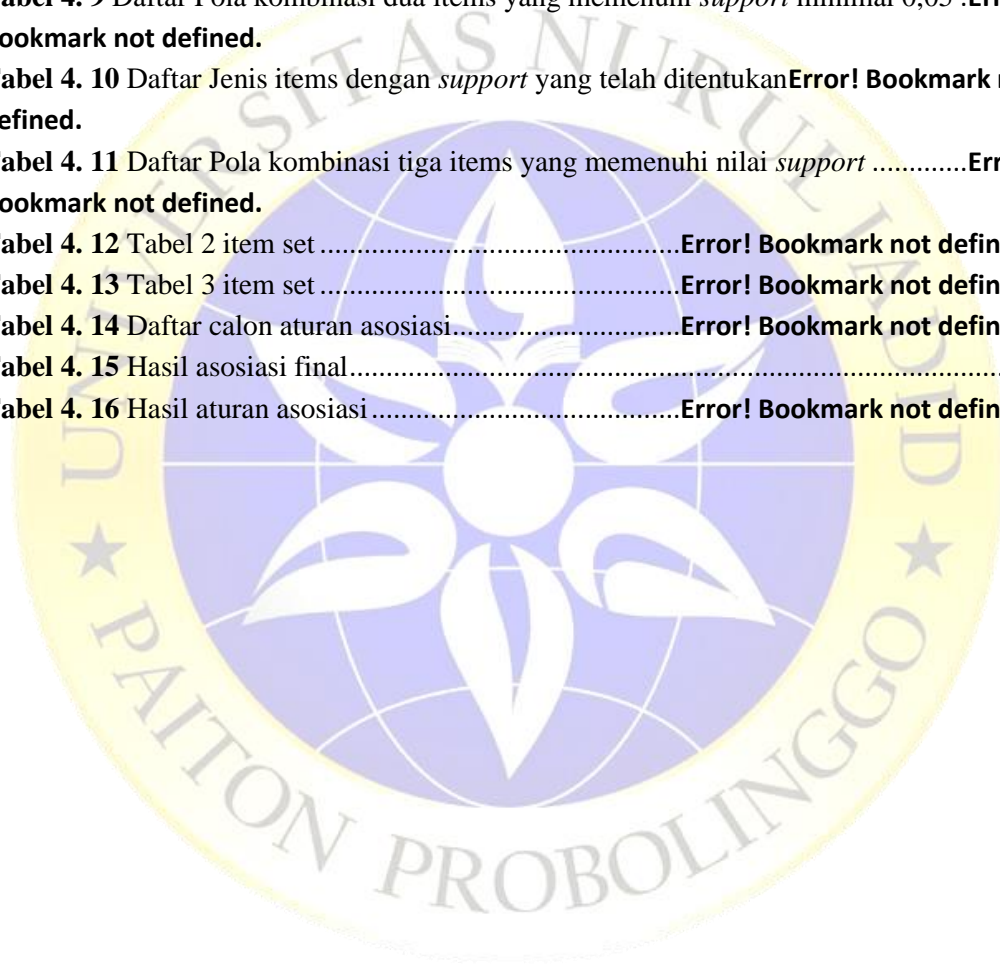 Tabel 4. 9 Daftar Pola kombinasi dua items yang memenuhi support minimal 0,05 .Err
ookmark not defined.
abel 4. 10 Daftar Jenis items dengan support yang telah ditentukanError! Bookmark n
efined.
abel 4. 11 Daftar Pola kombinasi tiga items yang memenuhi nilai support .............Err
ookmark not defined.
abel 4. 12 Tabel 2 item set ................................................Error! Bookmark not defin
abel 4. 13 Tabel 3 item set ................................................Error! Bookmark not defin
abel 4. 14 Daftar calon aturan asosiasi..............................Error! Bookmark not defin
abel 4. 15 Hasil asosiasi final.......................................................................................
abel 4. 16 Hasil aturan asosiasi .........................................Error! Bookmark not defin
UNIVERSITAS NURUL JADID
PAITON PROBOLINGGO